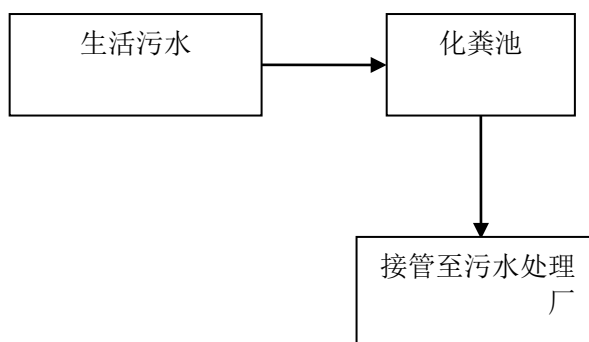 生活污水
化粪池
接管至污水处理
厂